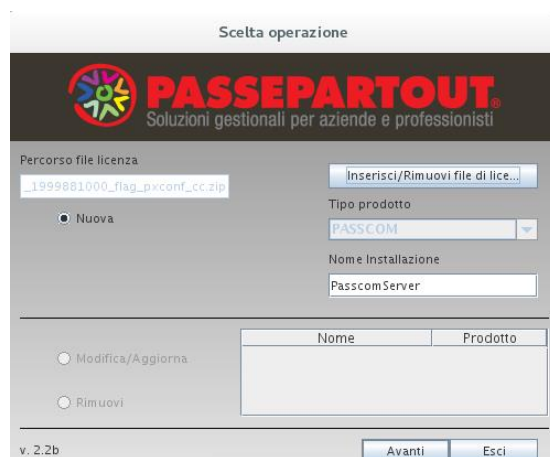 Scelta operazione
PASSEPARTOUT®
Soluzioni gestionali per aziende e professionisti
Percorso file licenza
_1999881000_flag_pxconf_cc.zip
Inserisci/Rimuovi file di lice...
Nuova
Tipo prodotto
PASSCOM
Nome Installazione
PasscomServer
Nome Prodotto
Modifica/Aggiorna
Rimuovi
v. 2.2b
Avanti Esci